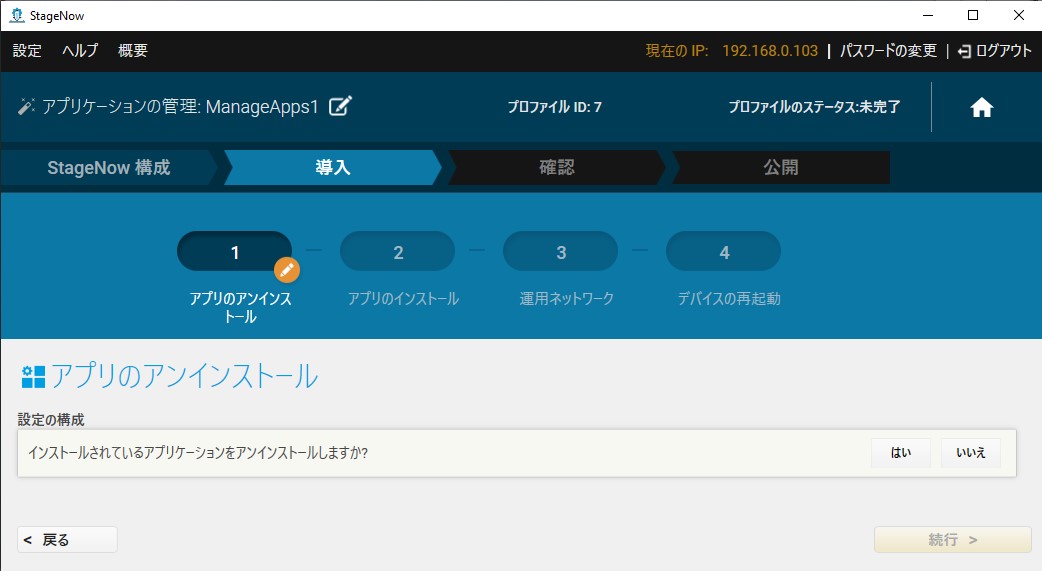 StageNow
設定 ヘルプ 概要 現在の IP: 192.168.0.103 | パスワードの変更 | ログアウト
アプリケーションの管理: ManageApps1 プロファイル ID: 7 プロファイルのステータス:未完了
StageNow 構成 導入 確認 公開
1 2 3 4
アプリのアンインス
トール
アプリのインストール 運用ネットワーク デバイスの再起動
アプリのアンインストール
設定の構成
インストールされているアプリケーションをアンインストールしますか? はい いいえ
< 戻る 続行 >